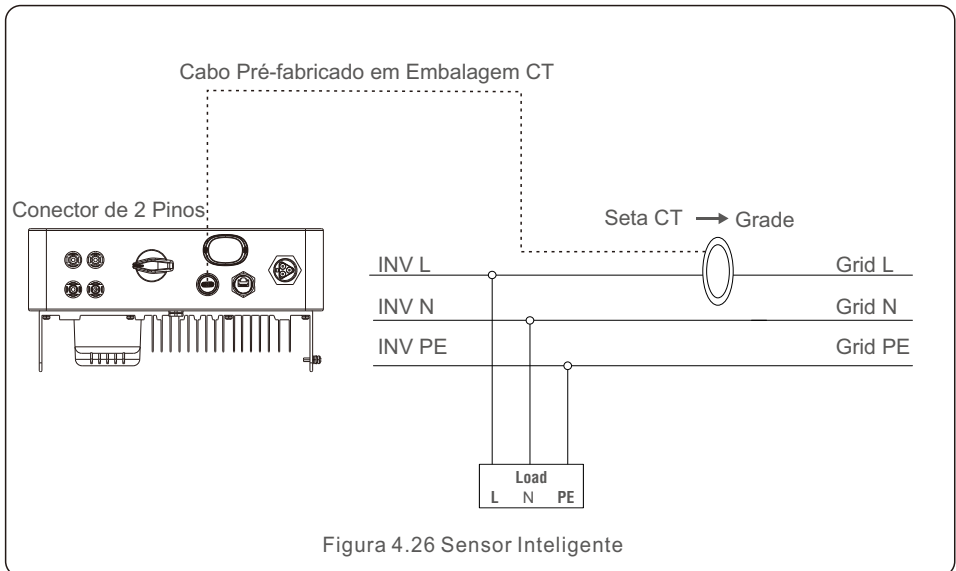 Cabo Pré-fabricado em Embalagem CT
Conector de 2 Pinos
Seta CT → Grade
INV L
Grid L
INV N
Grid N
INV PE
Grid PE
Load
L N PE
Figura 4.26 Sensor Inteligente